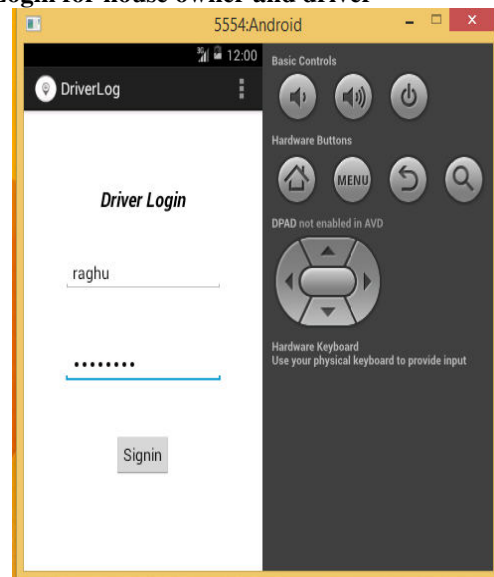 Login for house owner and driver
5554:Android
3G 12:00
DriverLog
Driver Login
raghu
••••••••
Signin
Basic Controls
Hardware Buttons
MENU
DPAD not enabled in AVD
Hardware Keyboard
Use your physical keyboard to provide input